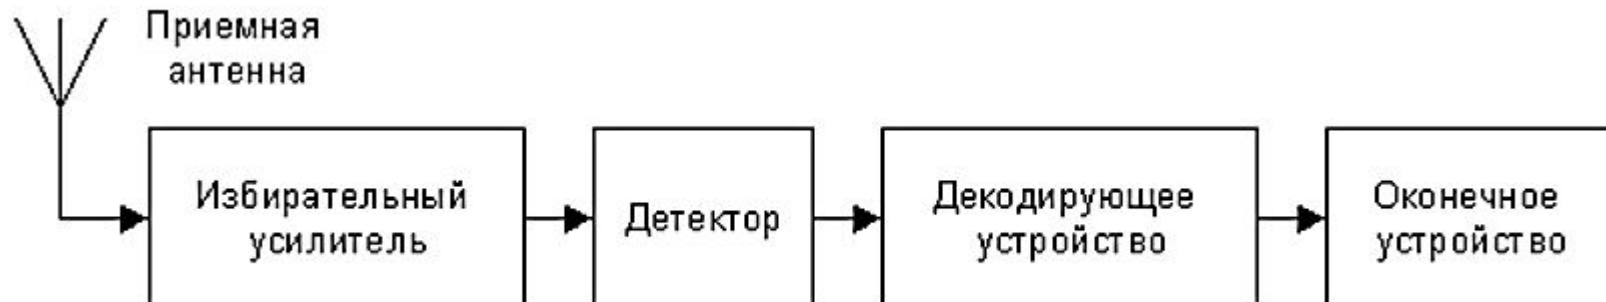 Приемная
антенна
Избирательный
усилитель
Детектор
Декодирующее
устройство
Оконечное
устройство